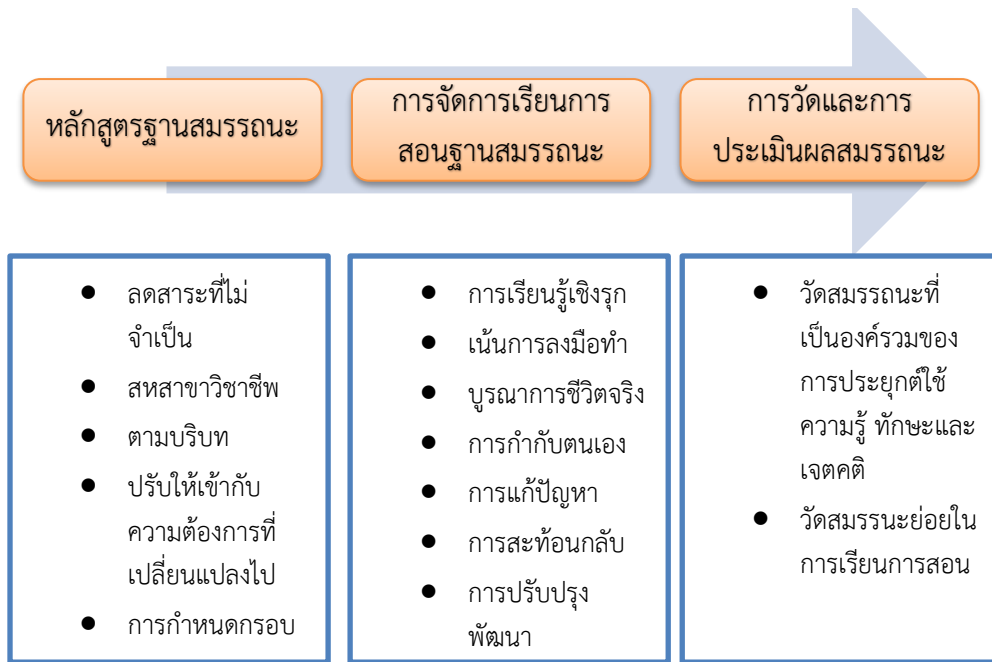 หลักสูตรฐานสมรรถนะ
การจัดการเรียนการ
สอนฐานสมรรถนะ
การวัดและการ
ประเมินผลสมรรถนะ
● ลดสาระที่ไม่
จำเป็น
● สหสาขาวิชาชีพ
● ตามบริบท
● ปรับให้เข้ากับ
ความต้องการที่
เปลี่ยนแปลงไป
● การกำหนดกรอบ
● การเรียนรู้เชิงรุก
● เน้นการลงมือทำ
● บูรณาการชีวิตจริง
● การกำกับตนเอง
● การแก้ปัญหา
● การสะท้อนกลับ
● การปรับปรุง
พัฒนา
● วัดสมรรถนะที่
เป็นองค์รวมของ
การประยุกต์ใช้
ความรู้ ทักษะและ
เจตคติ
● วัดสมรรนะย่อยใน
การเรียนการสอน